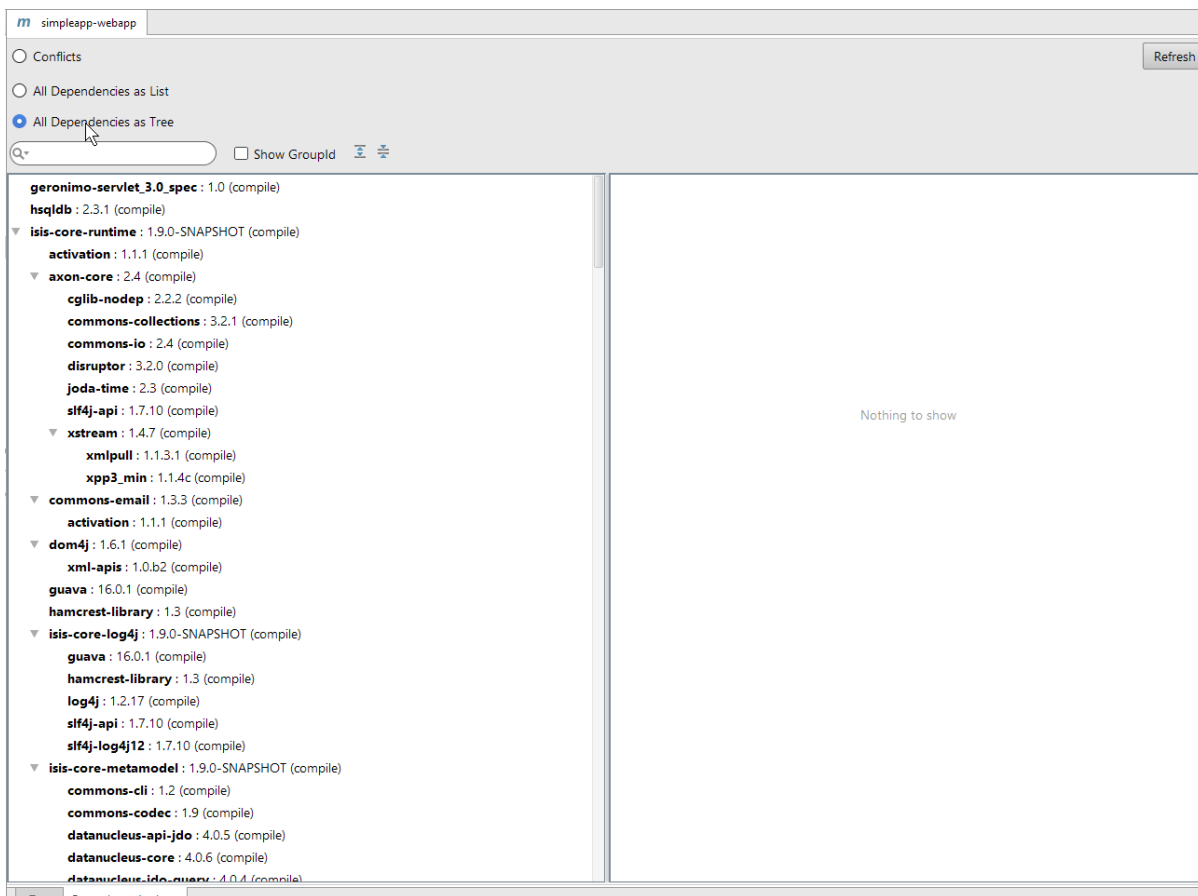 m simpleapp-webapp
Conflicts
Refresh
All Dependencies as List
All Dependencies as Tree
Show GroupId
geronimo-servlet_3.0_spec : 1.0 (compile)
hsqldb : 2.3.1 (compile)
isis-core-runtime : 1.9.0-SNAPSHOT (compile)
activation : 1.1.1 (compile)
axon-core : 2.4 (compile)
cglib-nodep : 2.2.2 (compile)
commons-collections : 3.2.1 (compile)
commons-io : 2.4 (compile)
disruptor : 3.2.0 (compile)
joda-time : 2.3 (compile)
slf4j-api : 1.7.10 (compile)
Nothing to show
xstream : 1.4.7 (compile)
xmlpull : 1.1.3.1 (compile)
xpp3_min : 1.1.4c (compile)
commons-email : 1.3.3 (compile)
activation : 1.1.1 (compile)
dom4j : 1.6.1 (compile)
xml-apis : 1.0.b2 (compile)
guava : 16.0.1 (compile)
hamcrest-library : 1.3 (compile)
isis-core-log4j : 1.9.0-SNAPSHOT (compile)
guava : 16.0.1 (compile)
hamcrest-library : 1.3 (compile)
log4j : 1.2.17 (compile)
slf4j-api : 1.7.10 (compile)
slf4j-log4j12 : 1.7.10 (compile)
isis-core-metamodel : 1.9.0-SNAPSHOT (compile)
commons-cli : 1.2 (compile)
commons-codec : 1.9 (compile)
datanucleus-api-jdo : 4.0.5 (compile)
datanucleus-core : 4.0.6 (compile)
datanucleus-jdo-query : 4.0.4 (compile)